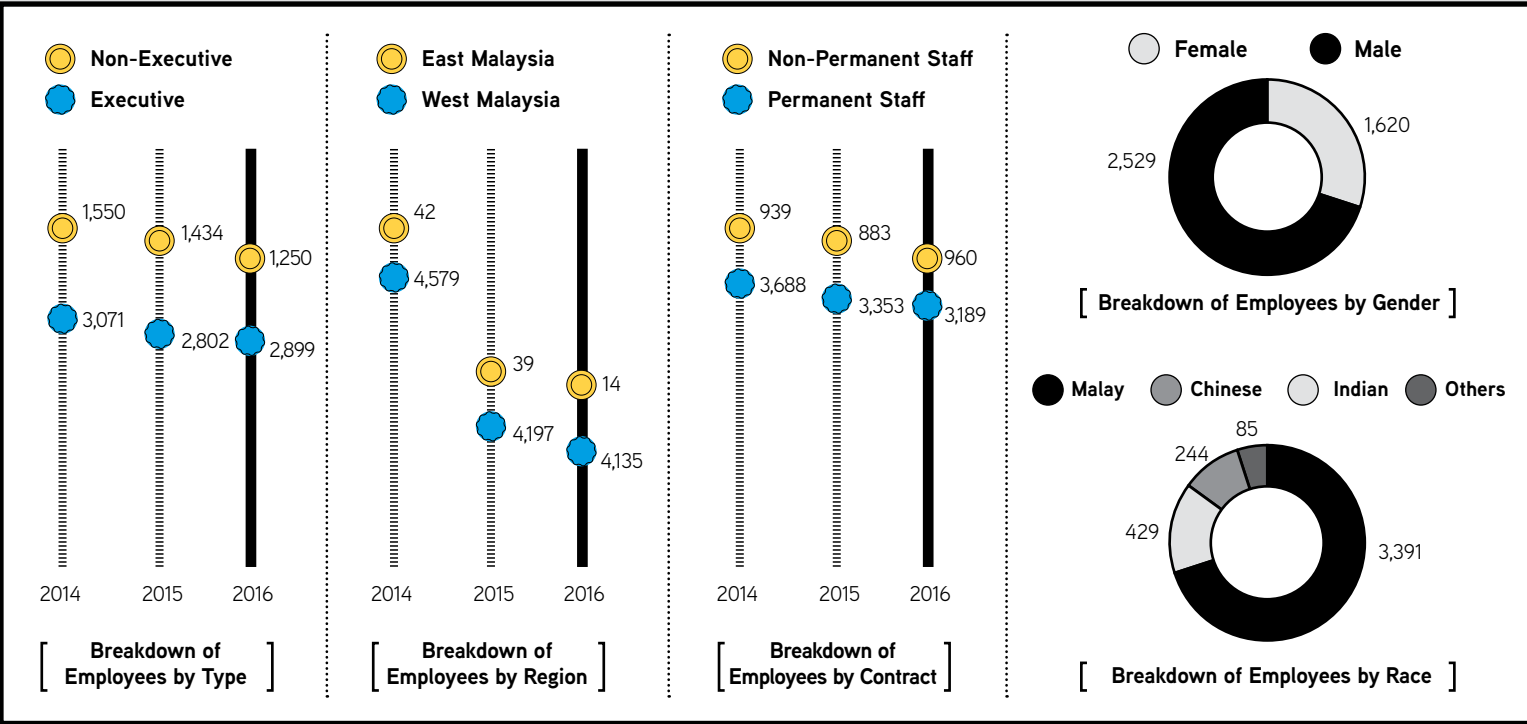 Non-Executive
Executive
1,550
1,434
1,250
3,071
2,802
2,899
2014 2015 2016
[ Breakdown of
Employees by Type ]
East Malaysia
West Malaysia
42
4,579
39
14
4,197
4,135
2014 2015 2016
[ Breakdown of
Employees by Region ]
Non-Permanent Staff
Permanent Staff
939
883
960
3,688
3,353
3,189
2014 2015 2016
[ Breakdown of
Employees by Contract ]
Female Male
1,620
2,529
[ Breakdown of Employees by Gender ]
Malay Chinese Indian Others
85
244
429
3,391
[ Breakdown of Employees by Race ]